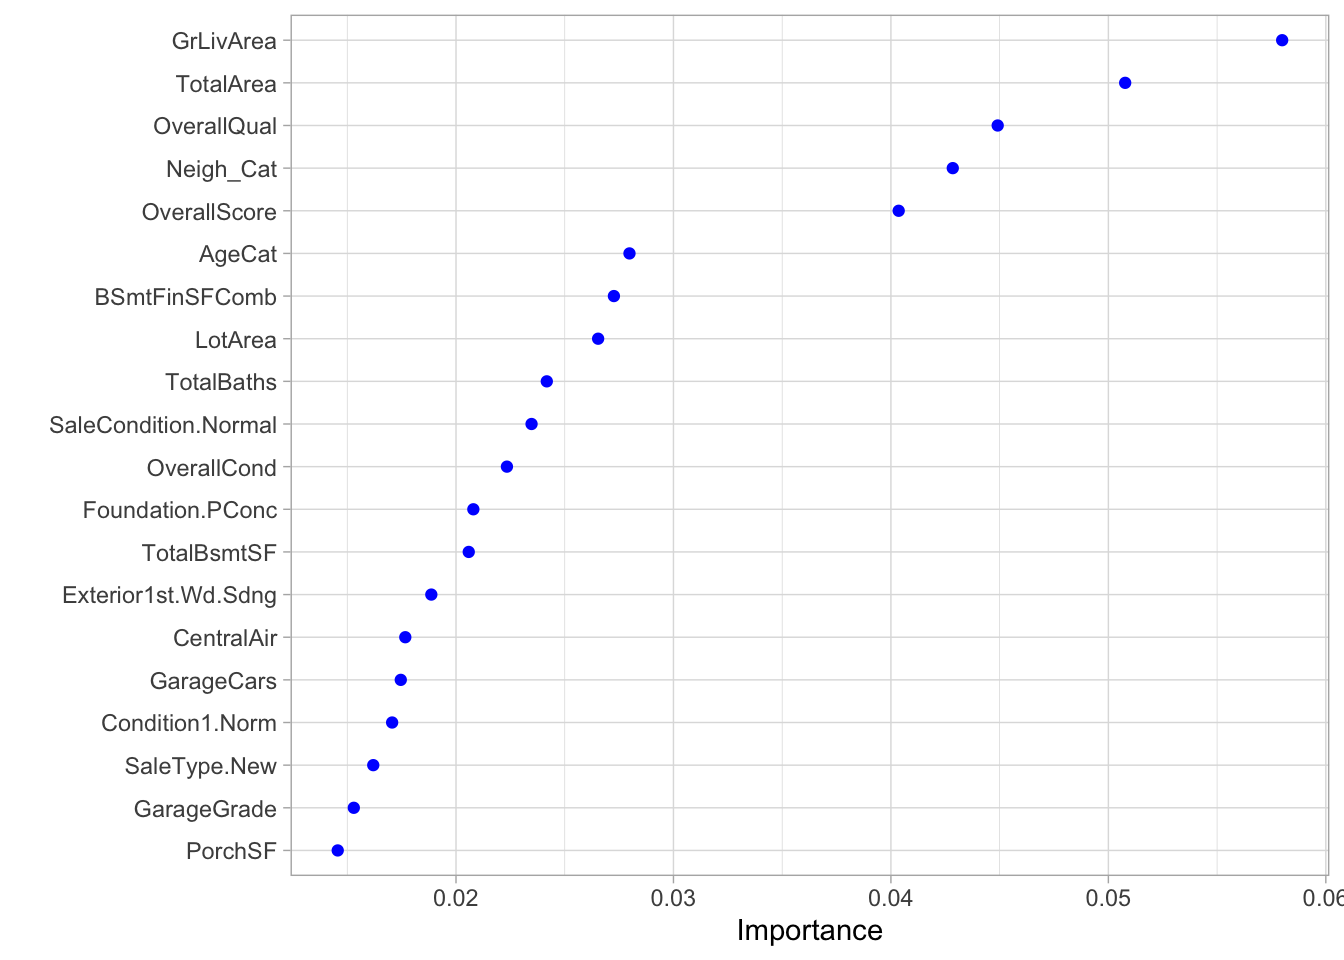 GrLivArea
TotalArea
OverallQual
Neigh_Cat
OverallScore
AgeCat
BSmtFinSFComb
LotArea
TotalBaths
SaleCondition.Normal
OverallCond
Foundation.PConc
TotalBsmtSF
Exterior1st.Wd.Sdng
CentralAir
GarageCars
Condition1.Norm
SaleType.New
GarageGrade
PorchSF
0.02 0.03 0.04 0.05 0.06
Importance